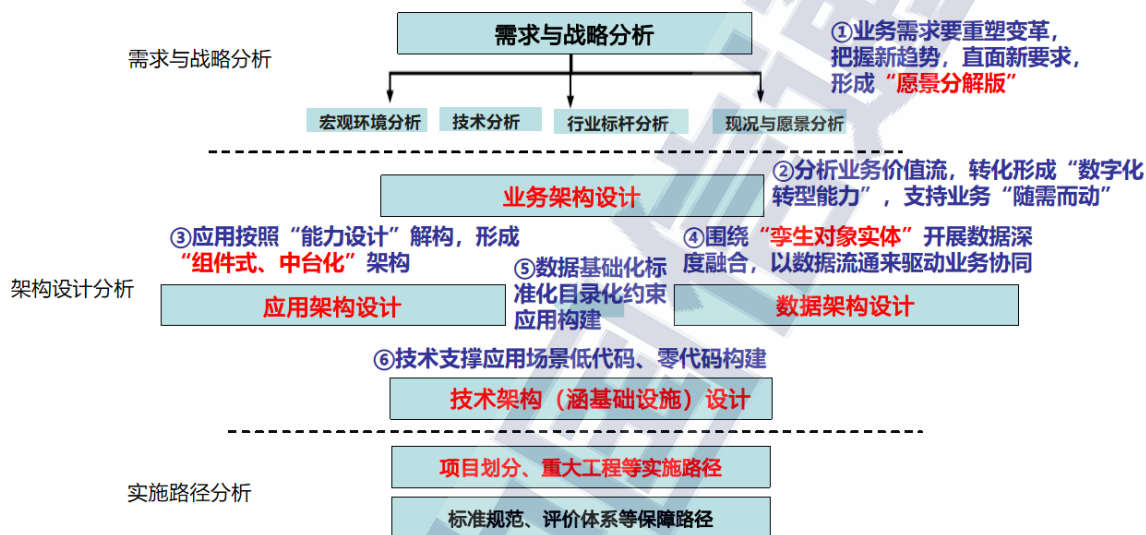 需求与战略分析
需求与战略分析
①业务需求要重塑变革，
把握新趋势，直面新要求，
形成“愿景分解版”
宏观环境分析
技术分析
行业标杆分析
现况与愿景分析
业务架构设计
②分析业务价值流，转化形成“数字化
转型能力”，支持业务“随需而动”
架构设计分析
③应用按照“能力设计”解构，形成
“组件式、中台化”架构
应用架构设计
⑤数据基础化标
准化目录化约束
应用构建
④围绕“孪生对象实体”开展数据深
度融合，以数据流通来驱动业务协同
数据架构设计
⑥技术支撑应用场景低代码、零代码构建
技术架构（涵基础设施）设计
实施路径分析
项目划分、重大工程等实施路径
标准规范、评价体系等保障路径